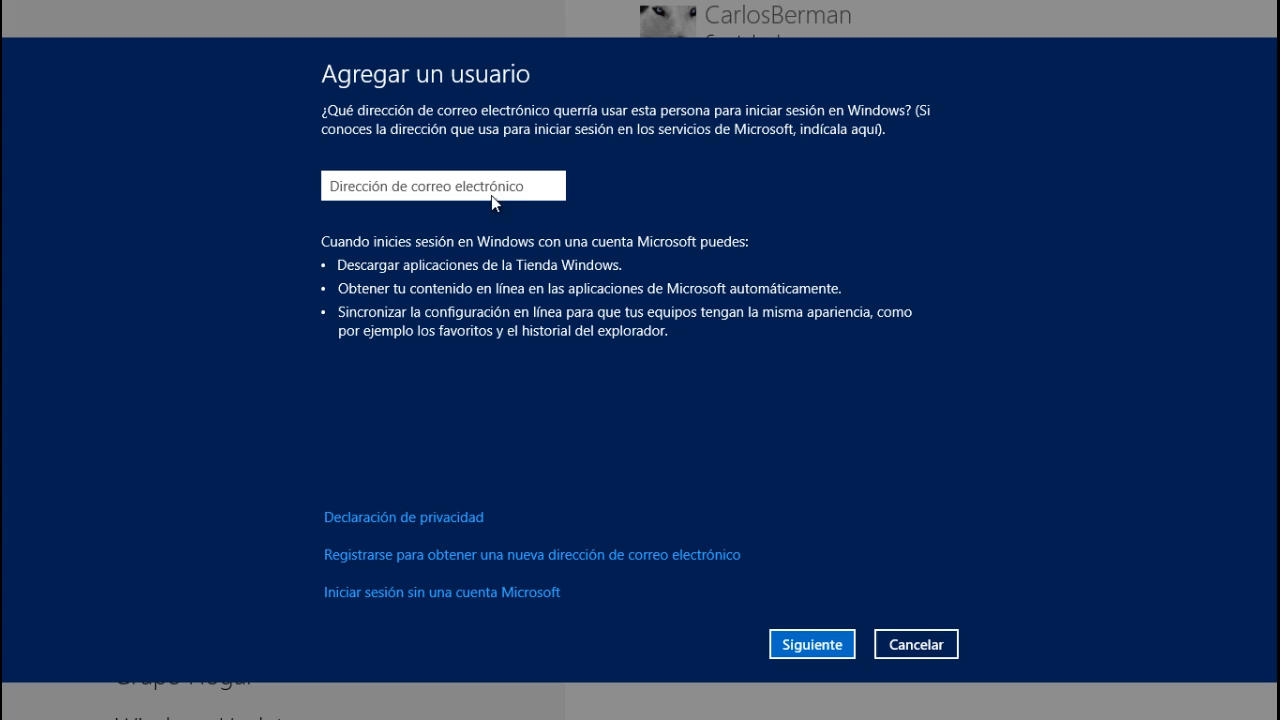 CarlosBerman
Agregar un usuario
¿Qué dirección de correo electrónico querría usar esta persona para iniciar sesión en Windows? (Si
conoces la dirección que usa para iniciar sesión en los servicios de Microsoft, indícala aquí).
Dirección de correo electrónico
Cuando inicies sesión en Windows con una cuenta Microsoft puedes:
• Descargar aplicaciones de la Tienda Windows.
• Obtener tu contenido en línea en las aplicaciones de Microsoft automáticamente.
• Sincronizar la configuración en línea para que tus equipos tengan la misma apariencia, como
por ejemplo los favoritos y el historial del explorador.
Declaración de privacidad
Registrarse para obtener una nueva dirección de correo electrónico
Iniciar sesión sin una cuenta Microsoft
Siguiente Cancelar
Grupo Hogar